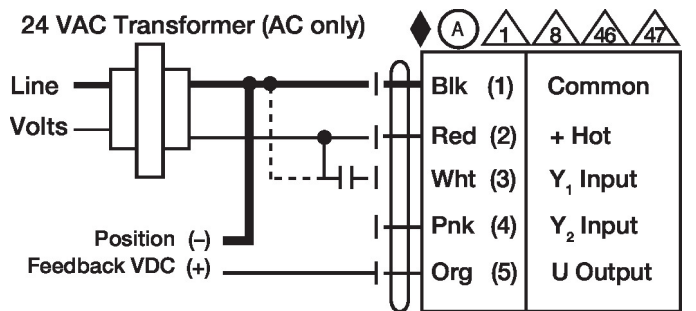 24 VAC Transformer (AC only)
A 1 8 46 47
Line
Volts
Blk (1) Common
Red (2) + Hot
Wht (3) Y₁ Input
Pnk (4) Y₂ Input
Org (5) U Output
Position (–)
Feedback VDC (+)